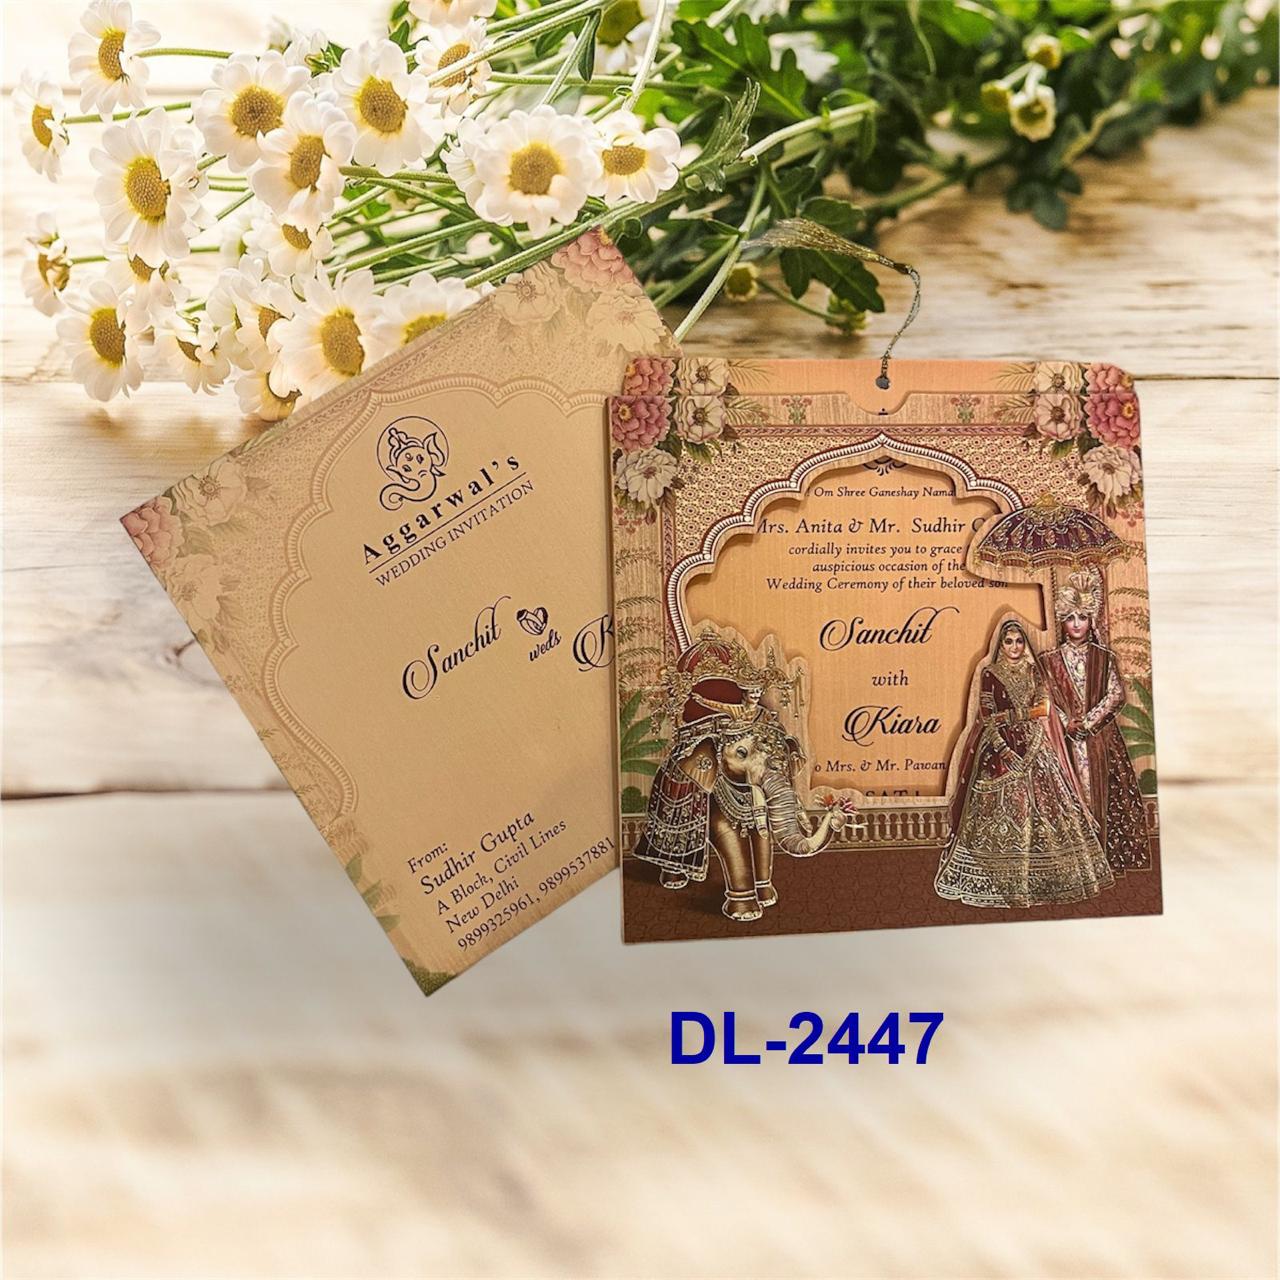 Aggarwal's
WEDDING INVITATION
Sanchit
weds
From:
Sudhir Gupta
A Block, Civil Lines
New Delhi
9899325961, 9899537881
Om Shree Ganeshay Nama
Mrs. Anita & Mr. Sudhir
cordially invites you to grace
auspicious occasion of the
Wedding Ceremony of their beloved son
Sanchit
with
Kiara
Mrs. & Mr. Pawan
DL-2447